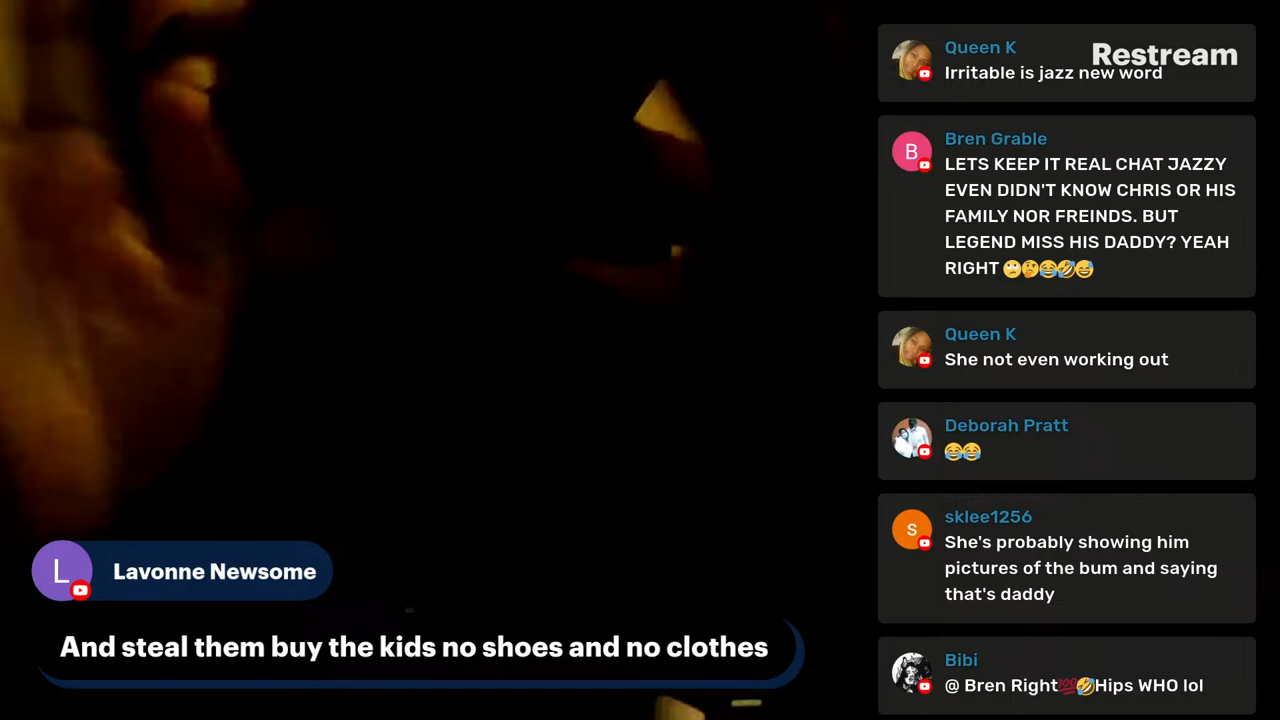 Queen K
Restream
Irritable is jazz new word
B
Bren Grable
LETS KEEP IT REAL CHAT JAZZY
EVEN DIDN'T KNOW CHRIS OR HIS
FAMILY NOR FREINDS. BUT
LEGEND MISS HIS DADDY? YEAH
RIGHT 🙄🤔😂🤣😅
Queen K
She not even working out
Deborah Pratt
😂😂
S
sklee1256
She's probably showing him
pictures of the bum and saying
that's daddy
Bibi
@ Bren Right💯🤣Hips WHO lol
L
Lavonne Newsome
And steal them buy the kids no shoes and no clothes